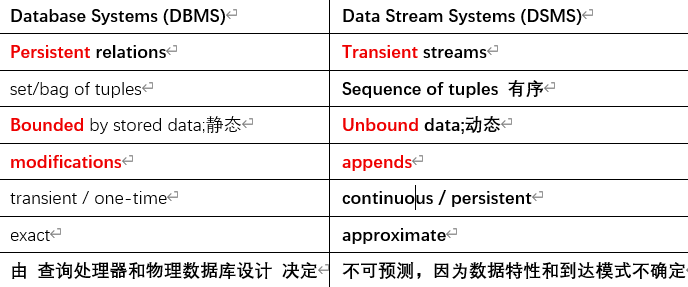 Database Systems (DBMS) Data Stream Systems (DSMS)
Persistent relations Transient streams
set/bag of tuples Sequence of tuples 有序
Bounded by stored data;静态 Unbound data;动态
modifications appends
transient / one-time continuous / persistent
exact approximate
由 查询处理器和物理数据库设计 决定 不可预测，因为数据特性和到达模式不确定